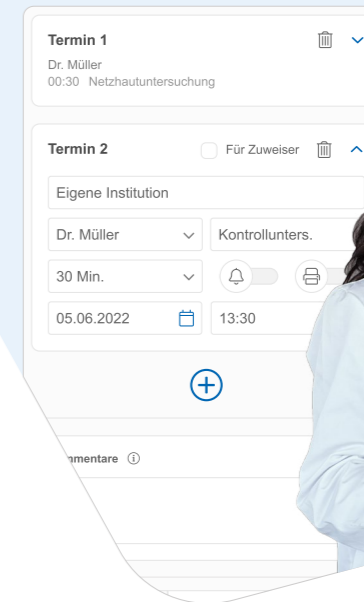 Termin 1
Dr. Müller
00:30 Netzhautuntersuchung
Termin 2 Für Zuweiser
Eigene Institution
Dr. Müller Kontrollunters.
30 Min.
05.06.2022 13:30